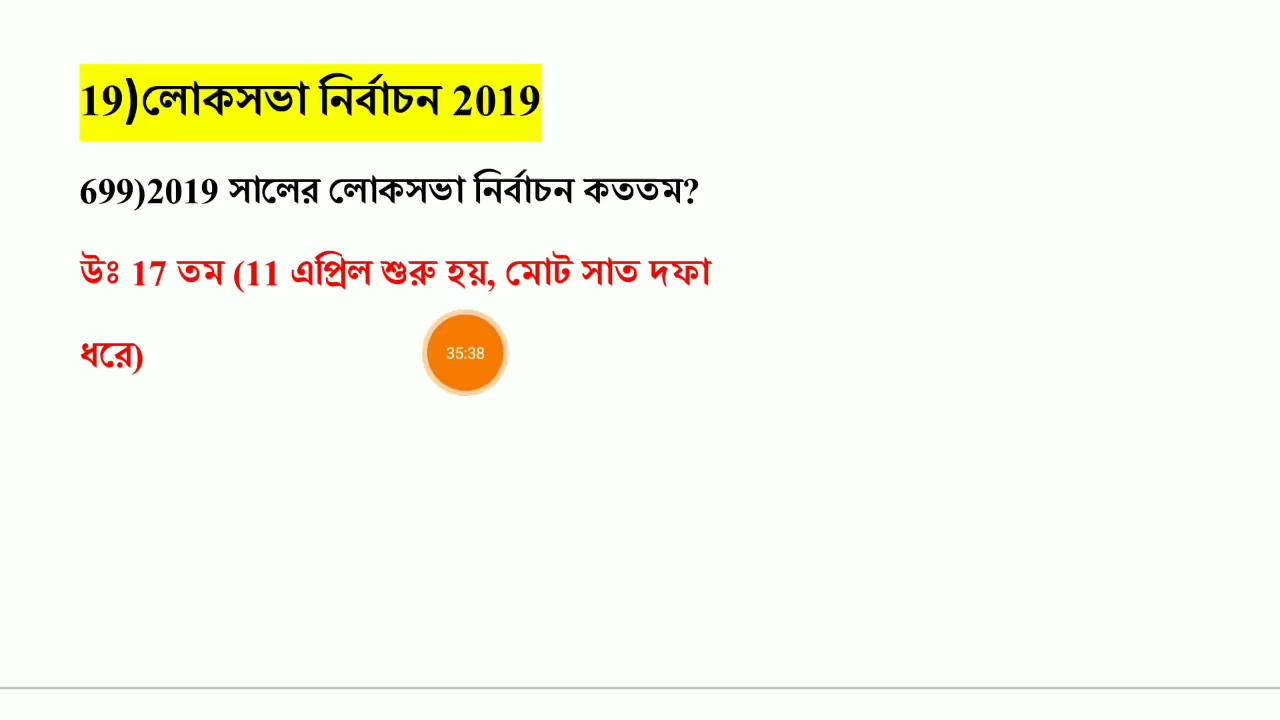 19)লোকসভা নির্বাচন 2019
699)2019 সালের লোকসভা নির্বাচন কততম?
উঃ 17 তম (11 এপ্রিল শুরু হয়, মোট সাত দফা
ধরে)
35:38